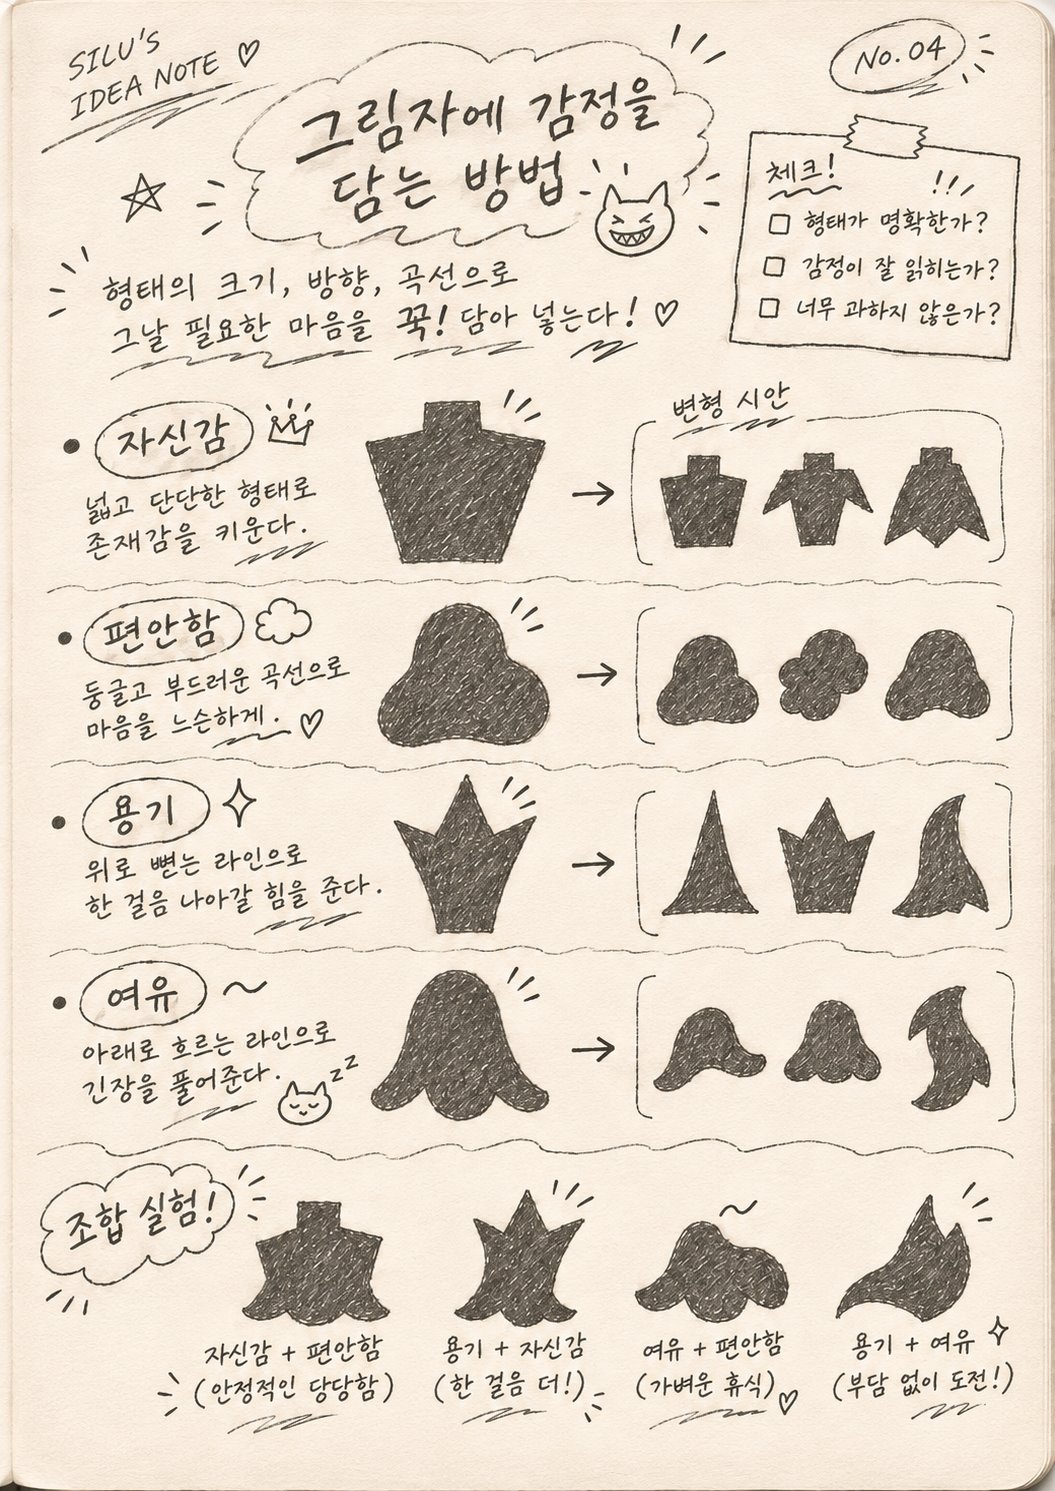 SILU'S
IDEA NOTE ♡
그림자에 감정을
담는 방법
No. 04
체크!
□ 형태가 명확한가?
□ 감정이 잘 읽히는가?
□ 너무 과하지 않은가?
형태의 크기, 방향, 곡선으로
그날 필요한 마음을 꼭! 담아 넣는다! ♡
• 자신감
넓고 단단한 형태로
존재감을 키운다.
변형 시안
• 편안함
둥글고 부드러운 곡선으로
마음을 느슨하게. ♡
• 용기
위로 뻗는 라인으로
한 걸음 나아갈 힘을 준다.
• 여유 ~
아래로 흐르는 라인으로
긴장을 풀어준다.
zz
조합 실험!
자신감 + 편안함
(안정적인 당당함)
용기 + 자신감
(한 걸음 더!)
여유 + 편안함
(가벼운 휴식) ♡
용기 + 여유
(부담 없이 도전!)